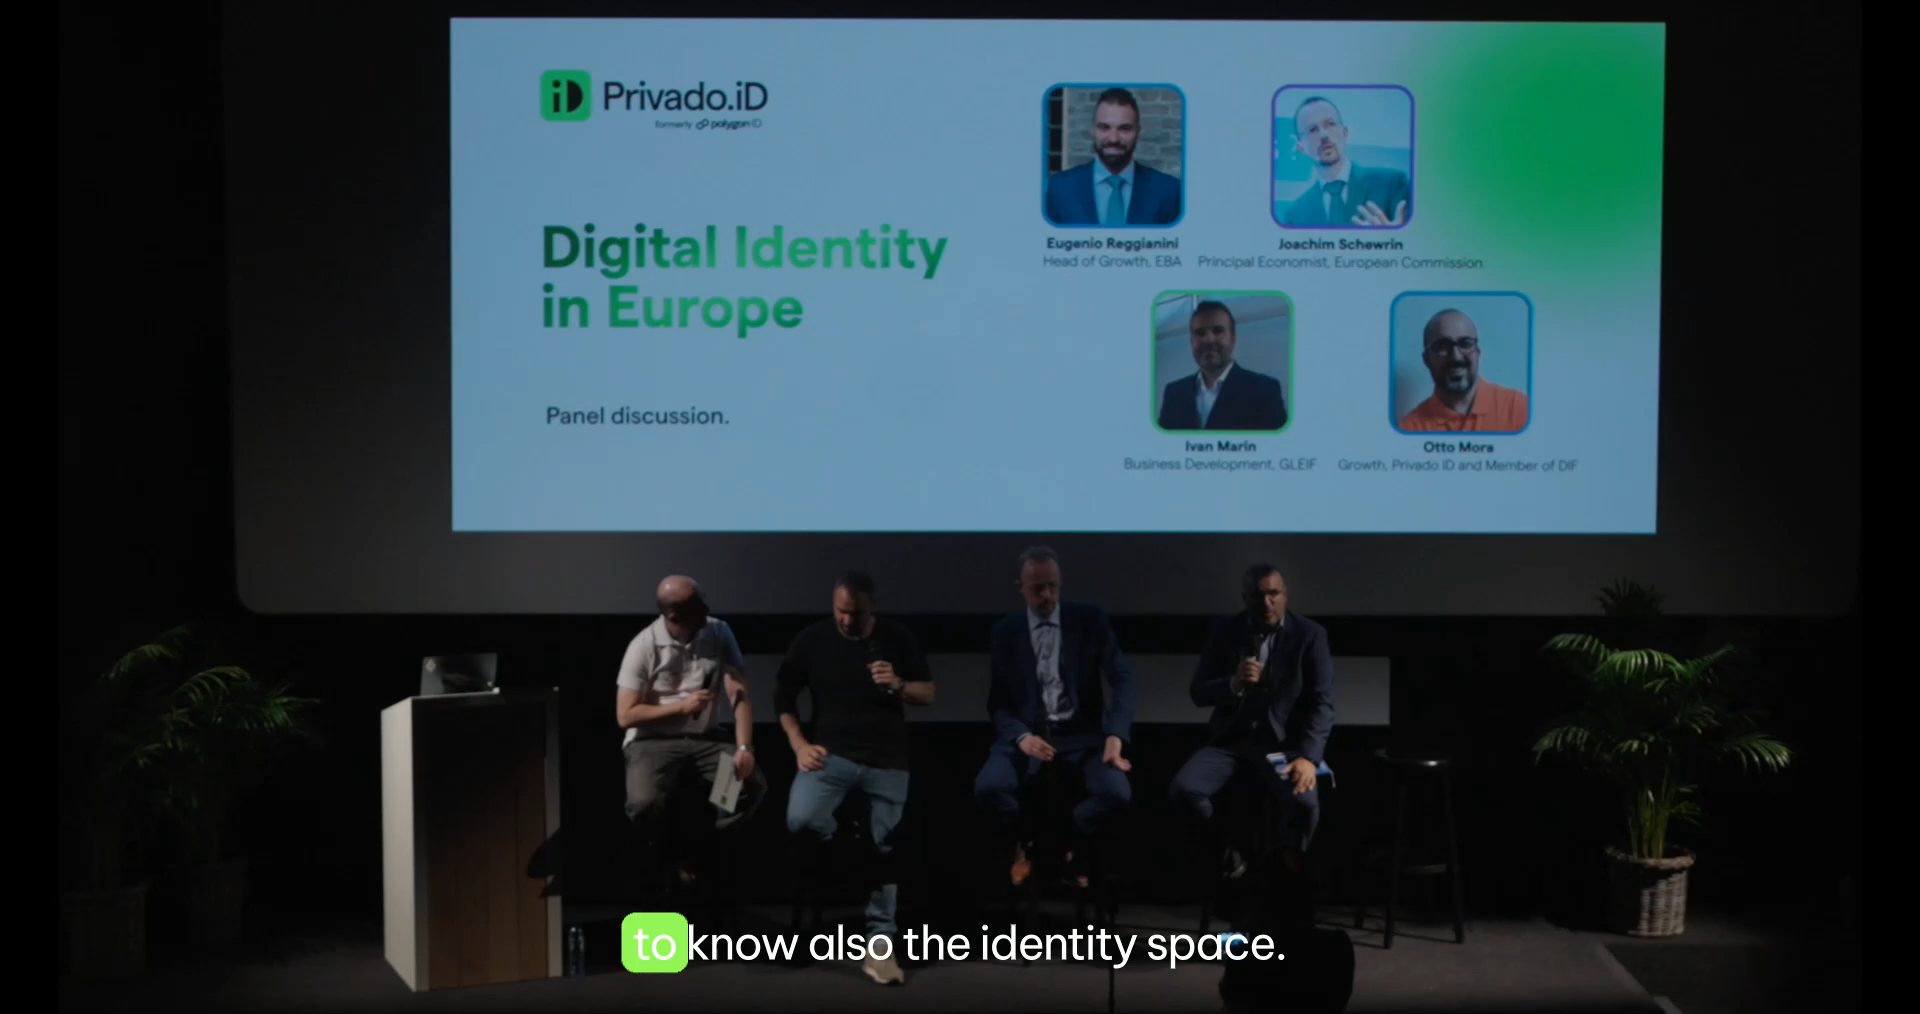 iD Privado.iD
formerly polygon ID
Digital Identity
in Europe
Panel discussion.
Eugenio Reggianini
Head of Growth, EBA
Joachim Schewrin
Principal Economist, European Commission
Ivan Marin
Business Development, GLEIF
Otto Mora
Growth, Privado ID and Member of DIF
to know also the identity space.